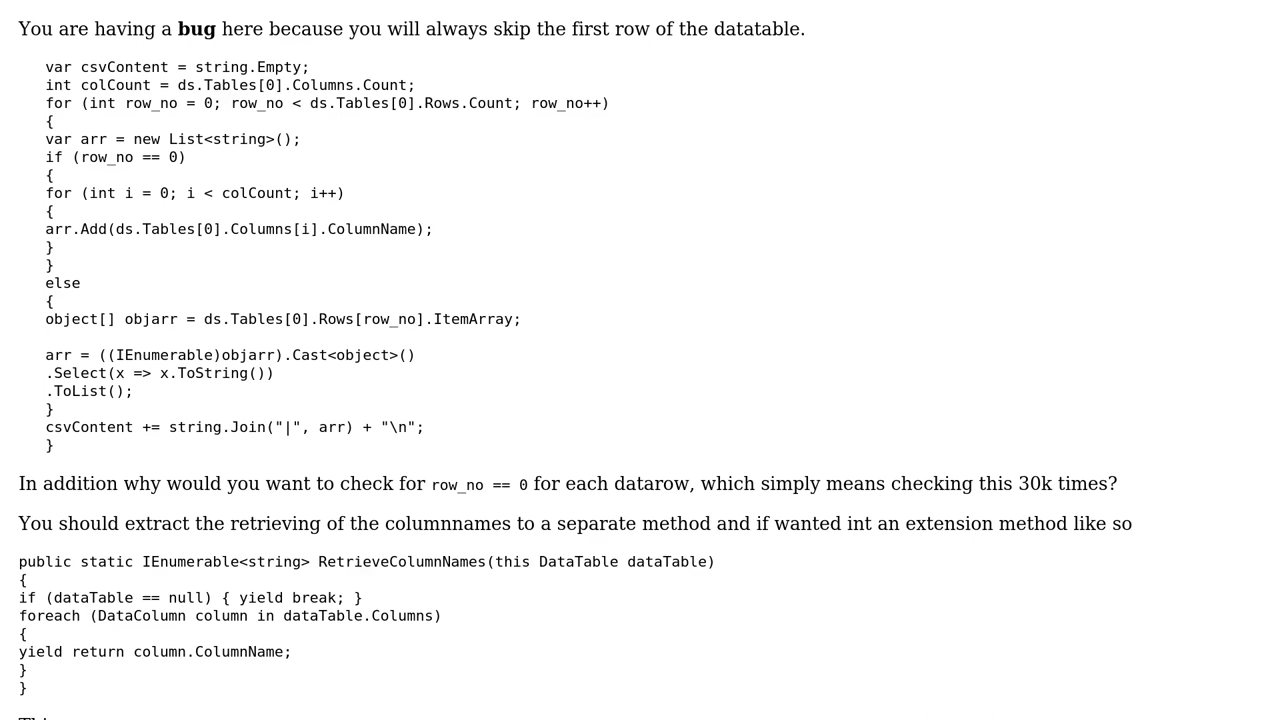 You are having a bug here because you will always skip the first row of the datatable.
var csvContent = string.Empty;
int colCount = ds.Tables[0].Columns.Count;
for (int row_no = 0; row_no < ds.Tables[0].Rows.Count; row_no++)
{
var arr = new List<string>();
if (row_no == 0)
{
for (int i = 0; i < colCount; i++)
{
arr.Add(ds.Tables[0].Columns[i].ColumnName);
}
}
else
{
object[] objarr = ds.Tables[0].Rows[row_no].ItemArray;
arr = ((IEnumerable)objarr).Cast<object>()
.Select(x => x.ToString())
.ToList();
}
csvContent += string.Join("|", arr) + "\n";
}
In addition why would you want to check for row_no == 0 for each datarow, which simply means checking this 30k times?
You should extract the retrieving of the columnnames to a separate method and if wanted int an extension method like so
public static IEnumerable<string> RetrieveColumnNames(this DataTable dataTable)
{
if (dataTable == null) { yield break; }
foreach (DataColumn column in dataTable.Columns)
{
yield return column.ColumnName;
}
}